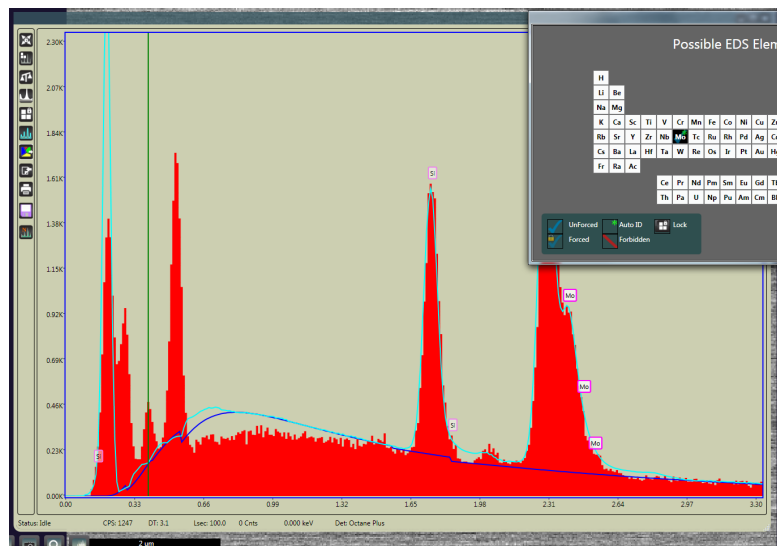 2.30K
2.07K
1.84K
1.61K
1.38K
1.15K
0.92K
0.69K
0.46K
0.23K
0.00K
0.00 0.33 0.66 0.99 1.32 1.65 1.98 2.31 2.64 2.97 3.30
Si
Si
Si
Mo
Mo
Mo
Status: Idle CPS: 1247 DT: 3.1 Lsec: 100.0 0 Cnts 0.000 keV Det: Octane Plus
2 um
Possible EDS Elem
H
Li Be
Na Mg
K Ca Sc Ti V Cr Mn Fe Co Ni Cu Zn
Rb Sr Y Zr Nb Mo Tc Ru Rh Pd Ag
Cs Ba La Hf Ta W Re Os Ir Pt Au
Fr Ra Ac
Ce Pr Nd Pm Sm Eu Gd
Th Pa U Np Pu Am Cm
UnForced Auto ID Lock
Forced Forbidden